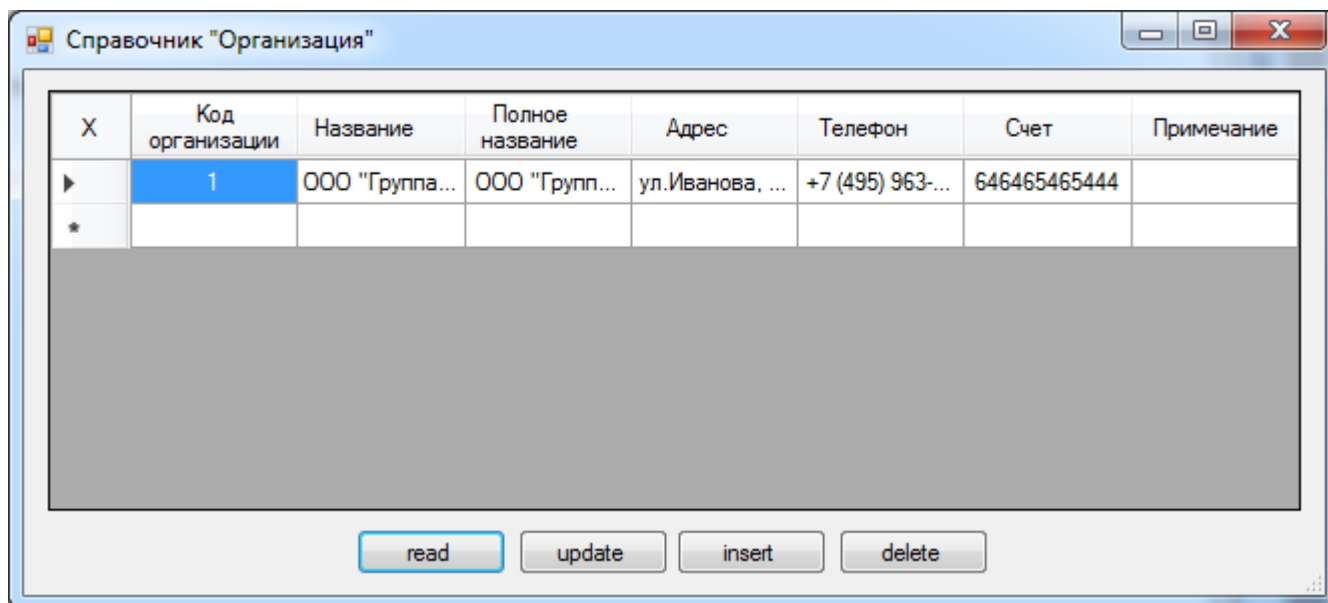 Справочник "Организация"
X Код организации Название Полное название Адрес Телефон Счет Примечание
1 ООО "Группа... ООО "Групп... ул.Иванова, ... +7 (495) 963-... 646465465444
*
read update insert delete